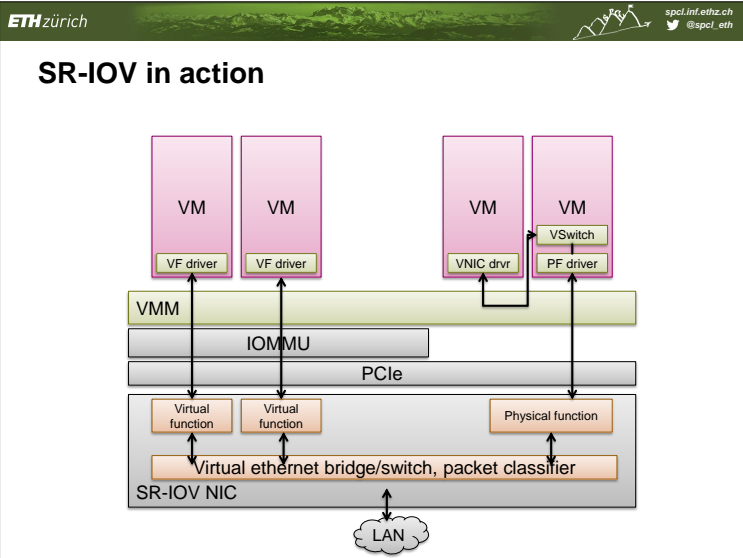 ETH zürich
spcl.inf.ethz.ch
@spcl_eth
SR-IOV in action
VM
VM
VM
VM
VSwitch
VF driver
VF driver
VNIC drvr
PF driver
VMM
IOMMU
PCIe
Virtual
function
Virtual
function
Physical function
Virtual ethernet bridge/switch, packet classifier
SR-IOV NIC
LAN